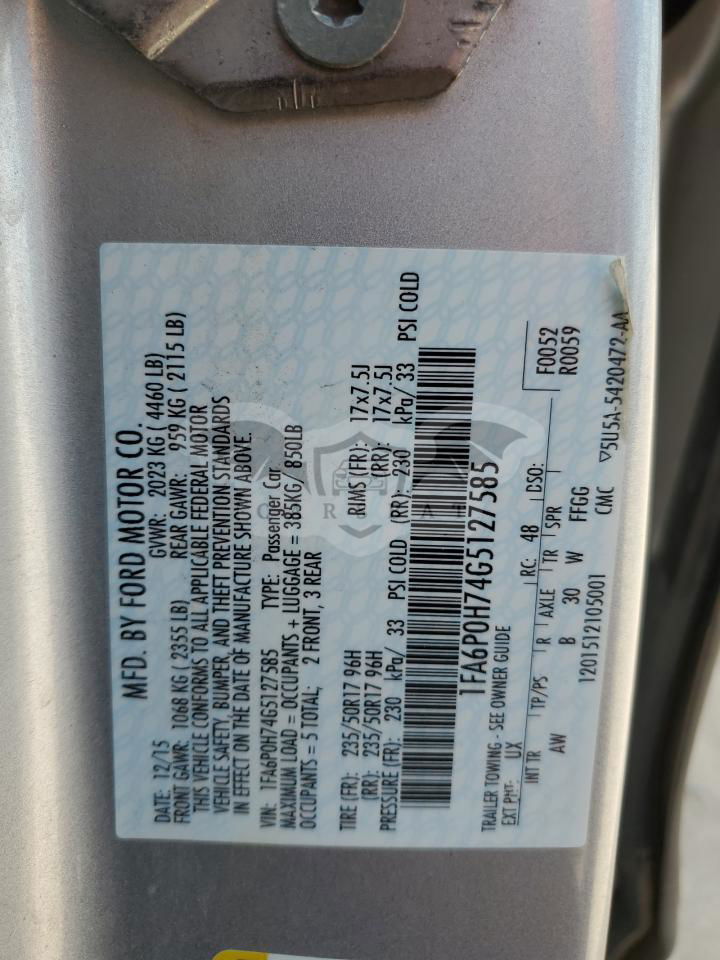 MFD. BY FORD MOTOR CO.
DATE: 12/15 GVWR: 2023 KG ( 4460 LB)
FRONT GAWR: 1068 KG ( 2355 LB) REAR GAWR: 959 KG ( 2115 LB)
THIS VEHICLE CONFORMS TO ALL APPLICABLE FEDERAL MOTOR
VEHICLE SAFETY, BUMPER, AND THEFT PREVENTION STANDARDS
IN EFFECT ON THE DATE OF MANUFACTURE SHOWN ABOVE.
VIN: 1FA6P0H74G5127585 TYPE: Passenger Car
MAXIMUM LOAD = OCCUPANTS + LUGGAGE = 385KG/ 850LB
OCCUPANTS = 5 TOTAL; 2 FRONT, 3 REAR
TIRE (FR): 235/50R17 96H RIMS (FR): 17x7.5J
(RR): 235/50R17 96H (RR): 17x7.5J
PRESSURE (FR): 230 kPa/ 33 PSI COLD (RR): 230 kPa/ 33 PSI COLD
1FA6P0H74G5127585
TRAILER TOWING - SEE OWNER GUIDE
F0052
R0059
EXT PNT: UX RC: 48 DSO:
INT TR TP/PS R AXLE TR SPR
AW B 30 W FFGG
1201512105001 CMC 5U5A-5420472-AA